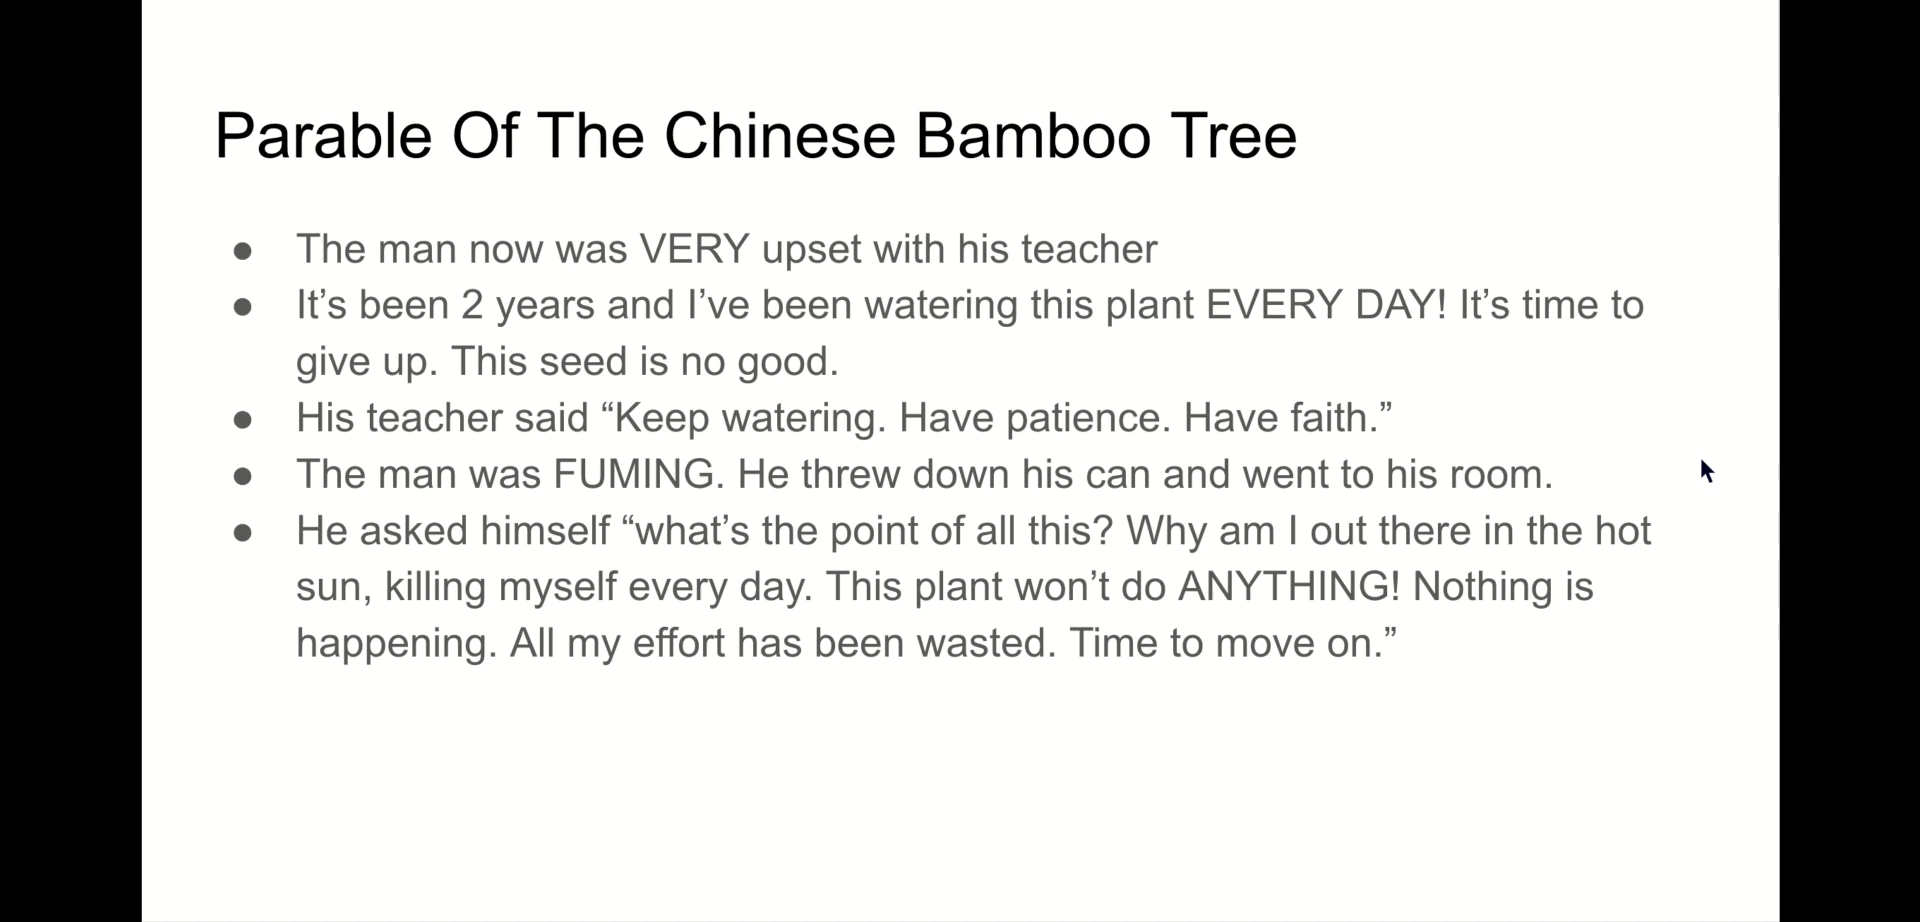 Parable Of The Chinese Bamboo Tree
● The man now was VERY upset with his teacher
● It’s been 2 years and I’ve been watering this plant EVERY DAY! It’s time to
give up. This seed is no good.
● His teacher said “Keep watering. Have patience. Have faith.”
● The man was FUMING. He threw down his can and went to his room.
● He asked himself “what’s the point of all this? Why am I out there in the hot
sun, killing myself every day. This plant won’t do ANYTHING! Nothing is
happening. All my effort has been wasted. Time to move on.”